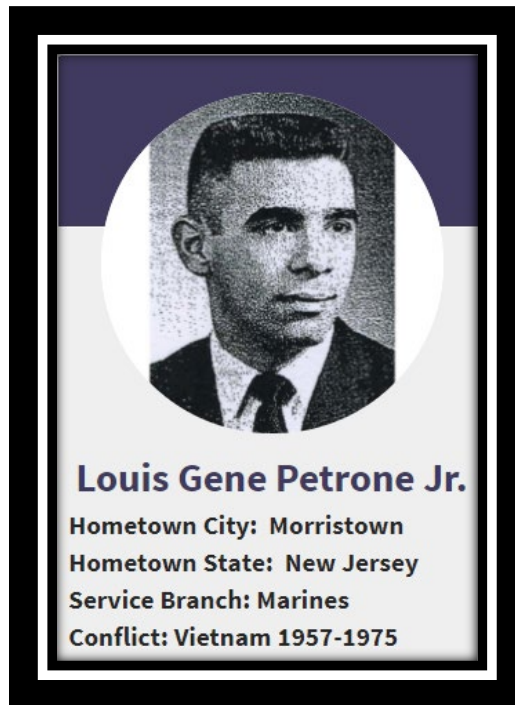 Louis Gene Petrone Jr.
Hometown City: Morristown
Hometown State: New Jersey
Service Branch: Marines
Conflict: Vietnam 1957-1975